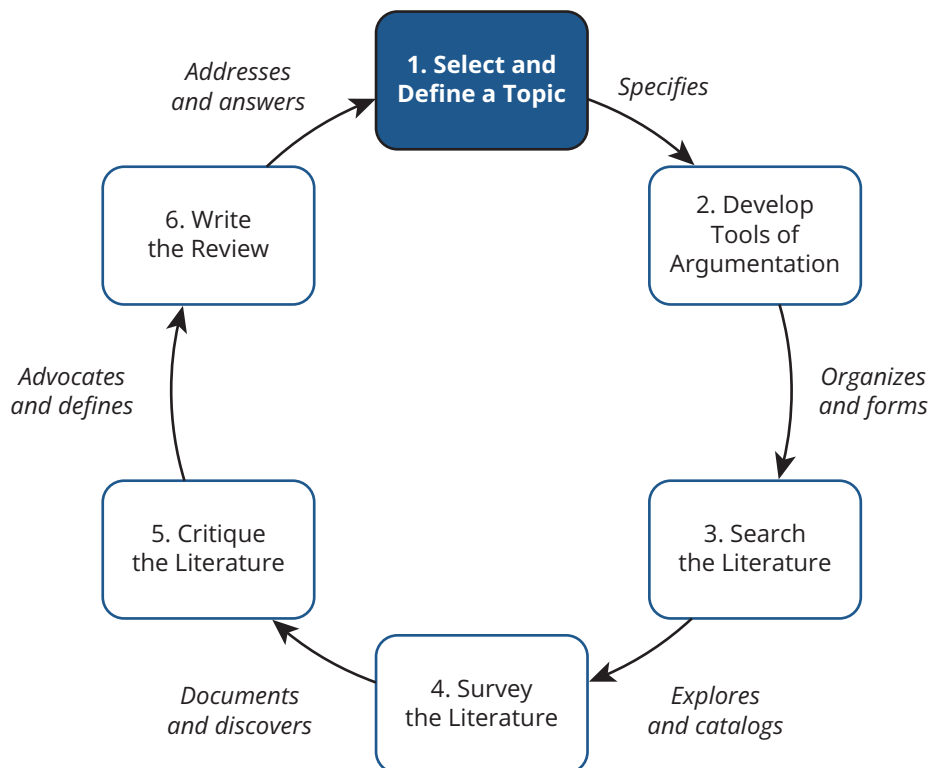 1. Select and
Define a Topic
Specifies
2. Develop
Tools of
Argumentation
Organizes
and forms
3. Search
the Literature
Explores
and catalogs
4. Survey
the Literature
Documents
and discovers
5. Critique
the Literature
Advocates
and defines
6. Write
the Review
Addresses
and answers